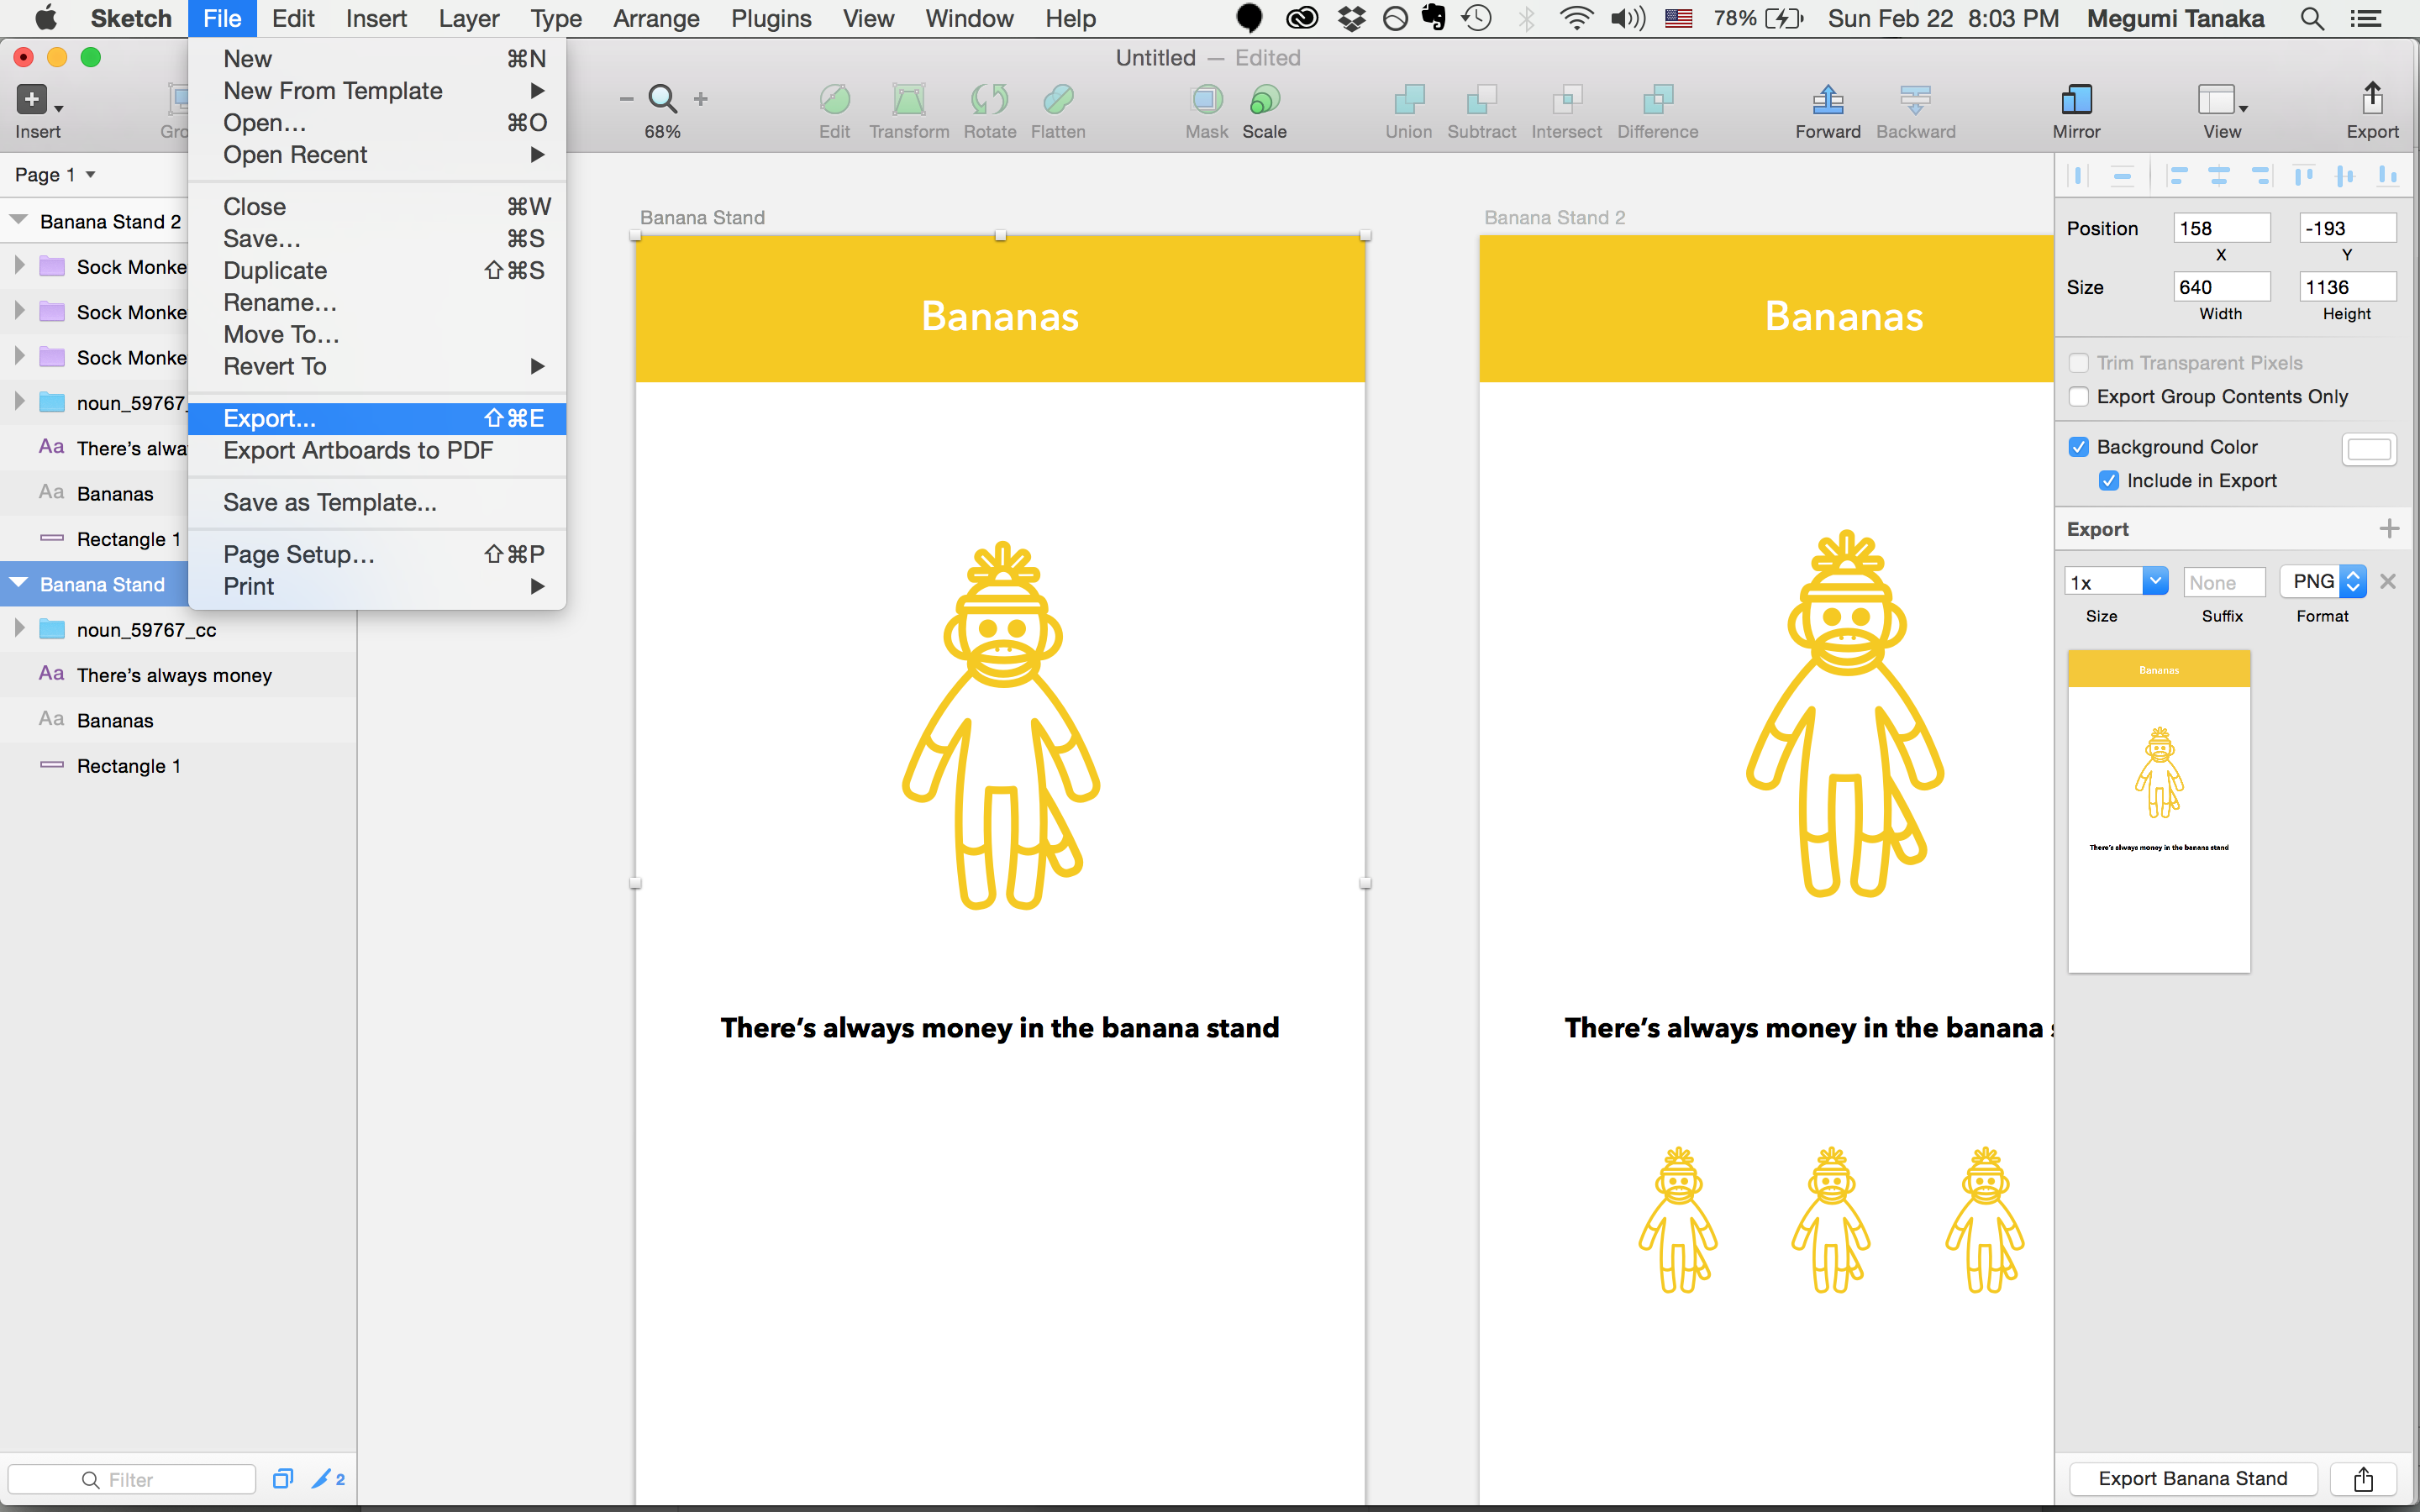 Sketch File Edit Insert Layer Type Arrange Plugins View Window Help 78% Sun Feb 22 8:03 PM Megumi Tanaka
Untitled — Edited
Insert 68% Edit Transform Rotate Flatten Mask Scale Union Subtract Intersect Difference Forward Backward Mirror View Export
New ⌘N
New From Template
Open… ⌘O
Open Recent
Close ⌘W
Save… ⌘S
Duplicate ⇧⌘S
Rename…
Move To…
Revert To
Export… ⇧⌘E
Export Artboards to PDF
Save as Template…
Page Setup… ⇧⌘P
Print
Page 1
Banana Stand 2
Sock Monke
Sock Monke
Sock Monke
noun_59767_
Aa There’s alwa
Aa Bananas
Rectangle 1
Banana Stand
noun_59767_cc
Aa There’s always money
Aa Bananas
Rectangle 1
Filter 2
Banana Stand
Bananas
There’s always money in the banana stand
Banana Stand 2
Bananas
There’s always money in the banana
Position 158 -193
X Y
Size 640 1136
Width Height
Trim Transparent Pixels
Export Group Contents Only
Background Color
Include in Export
Export
1x None PNG
Size Suffix Format
Bananas
There’s always money in the banana stand
Export Banana Stand